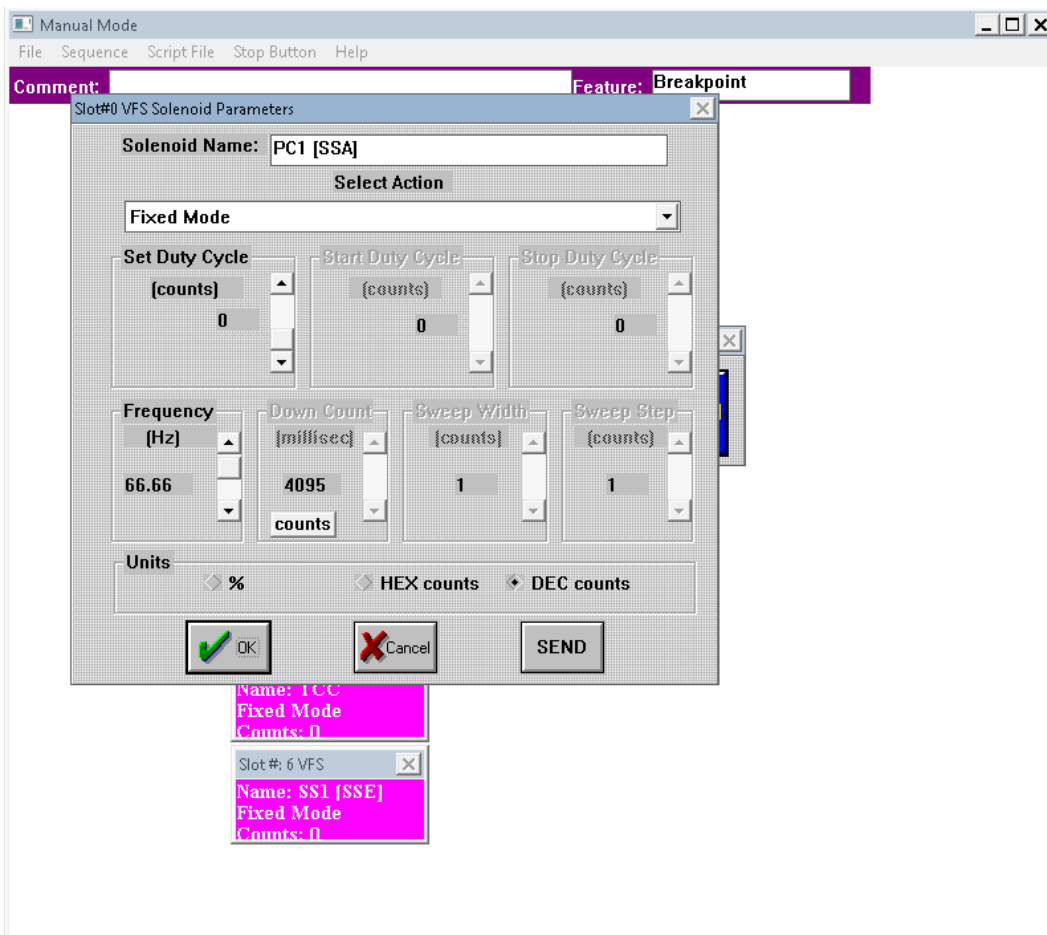 Manual Mode
File Sequence Script File Stop Button Help
Comment: Feature: Breakpoint
Slot#0 VFS Solenoid Parameters
Solenoid Name: PC1 [SSA]
Select Action
Fixed Mode
Set Duty Cycle Start Duty Cycle Stop Duty Cycle
(counts) (counts) (counts)
0 0 0
Frequency Down Count Sweep Width Sweep Step
(Hz) (millisec) (counts) (counts)
66.66 4095 1 1
counts
Units
% HEX counts DEC counts
OK Cancel SEND
Name: TCC
Fixed Mode
Counts: 0
Slot #: 6 VFS
Name: SS1 [SSE]
Fixed Mode
Counts: 0